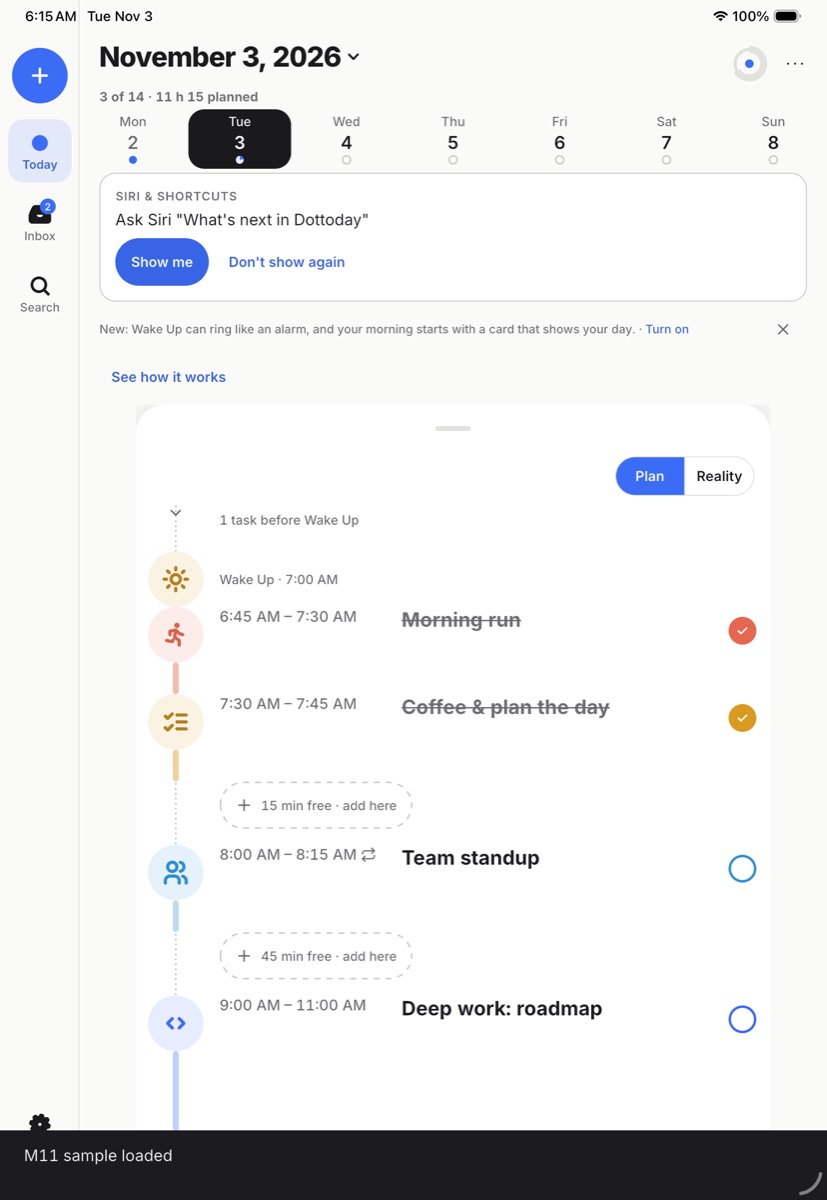 6:15 AM Tue Nov 3
100%
November 3, 2026
3 of 14 · 11 h 15 planned
Mon Tue Wed Thu Fri Sat Sun
2 3 4 5 6 7 8
Today
2
Inbox
Search
SIRI & SHORTCUTS
Ask Siri "What's next in Dottoday"
Show me Don't show again
New: Wake Up can ring like an alarm, and your morning starts with a card that shows your day. · Turn on
See how it works
Plan Reality
1 task before Wake Up
Wake Up · 7:00 AM
6:45 AM – 7:30 AM Morning run
7:30 AM – 7:45 AM Coffee & plan the day
15 min free · add here
8:00 AM – 8:15 AM Team standup
45 min free · add here
9:00 AM – 11:00 AM Deep work: roadmap
M11 sample loaded